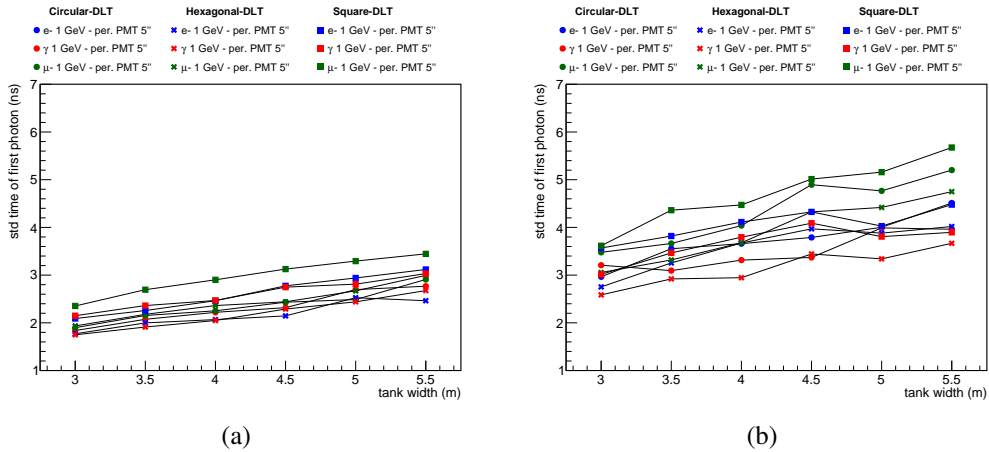 Circular-DLT Hexagonal-DLT Square-DLT
e- 1 GeV - per. PMT 5" e- 1 GeV - per. PMT 5" e- 1 GeV - per. PMT 5"
γ 1 GeV - per. PMT 5" γ 1 GeV - per. PMT 5" γ 1 GeV - per. PMT 5"
μ- 1 GeV - per. PMT 5" μ- 1 GeV - per. PMT 5" μ- 1 GeV - per. PMT 5"
std time of first photon (ns)
7
6
5
4
3
2
1
3 3.5 4 4.5 5 5.5
tank width (m)
(a)
Circular-DLT Hexagonal-DLT Square-DLT
e- 1 GeV - per. PMT 5" e- 1 GeV - per. PMT 5" e- 1 GeV - per. PMT 5"
γ 1 GeV - per. PMT 5" γ 1 GeV - per. PMT 5" γ 1 GeV - per. PMT 5"
μ- 1 GeV - per. PMT 5" μ- 1 GeV - per. PMT 5" μ- 1 GeV - per. PMT 5"
std time of first photon (ns)
7
6
5
4
3
2
1
3 3.5 4 4.5 5 5.5
tank width (m)
(b)